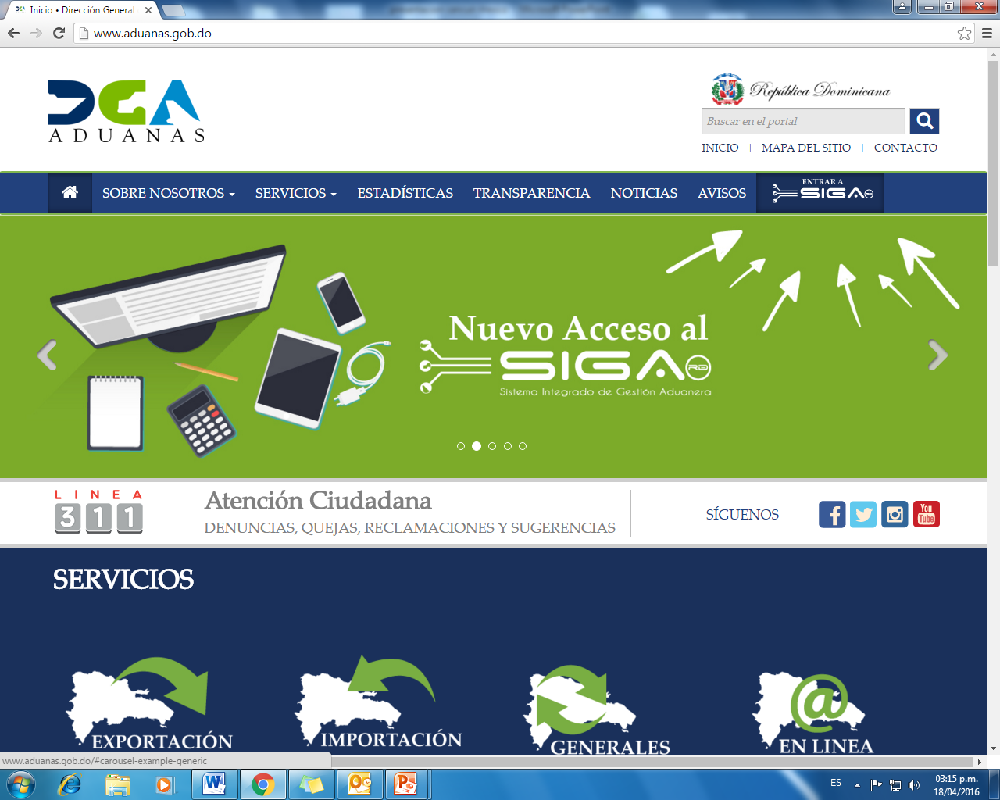 Inicio • Dirección General
www.aduanas.gob.do
DGA
ADUANAS
República Dominicana
Buscar en el portal
INICIO | MAPA DEL SITIO | CONTACTO
SOBRE NOSOTROS SERVICIOS ESTADÍSTICAS TRANSPARENCIA NOTICIAS AVISOS ENTRAR A SIGA
Nuevo Acceso al
SIGA RD
Sistema Integrado de Gestión Aduanera
LINEA
311
Atención Ciudadana
DENUNCIAS, QUEJAS, RECLAMACIONES Y SUGERENCIAS
SÍGUENOS
You Tube
SERVICIOS
EXPORTACIÓN
IMPORTACIÓN
GENERALES
EN LINEA
www.aduanas.gob.do/#carousel-example-generic
ES
03:15 p.m.
18/04/2016